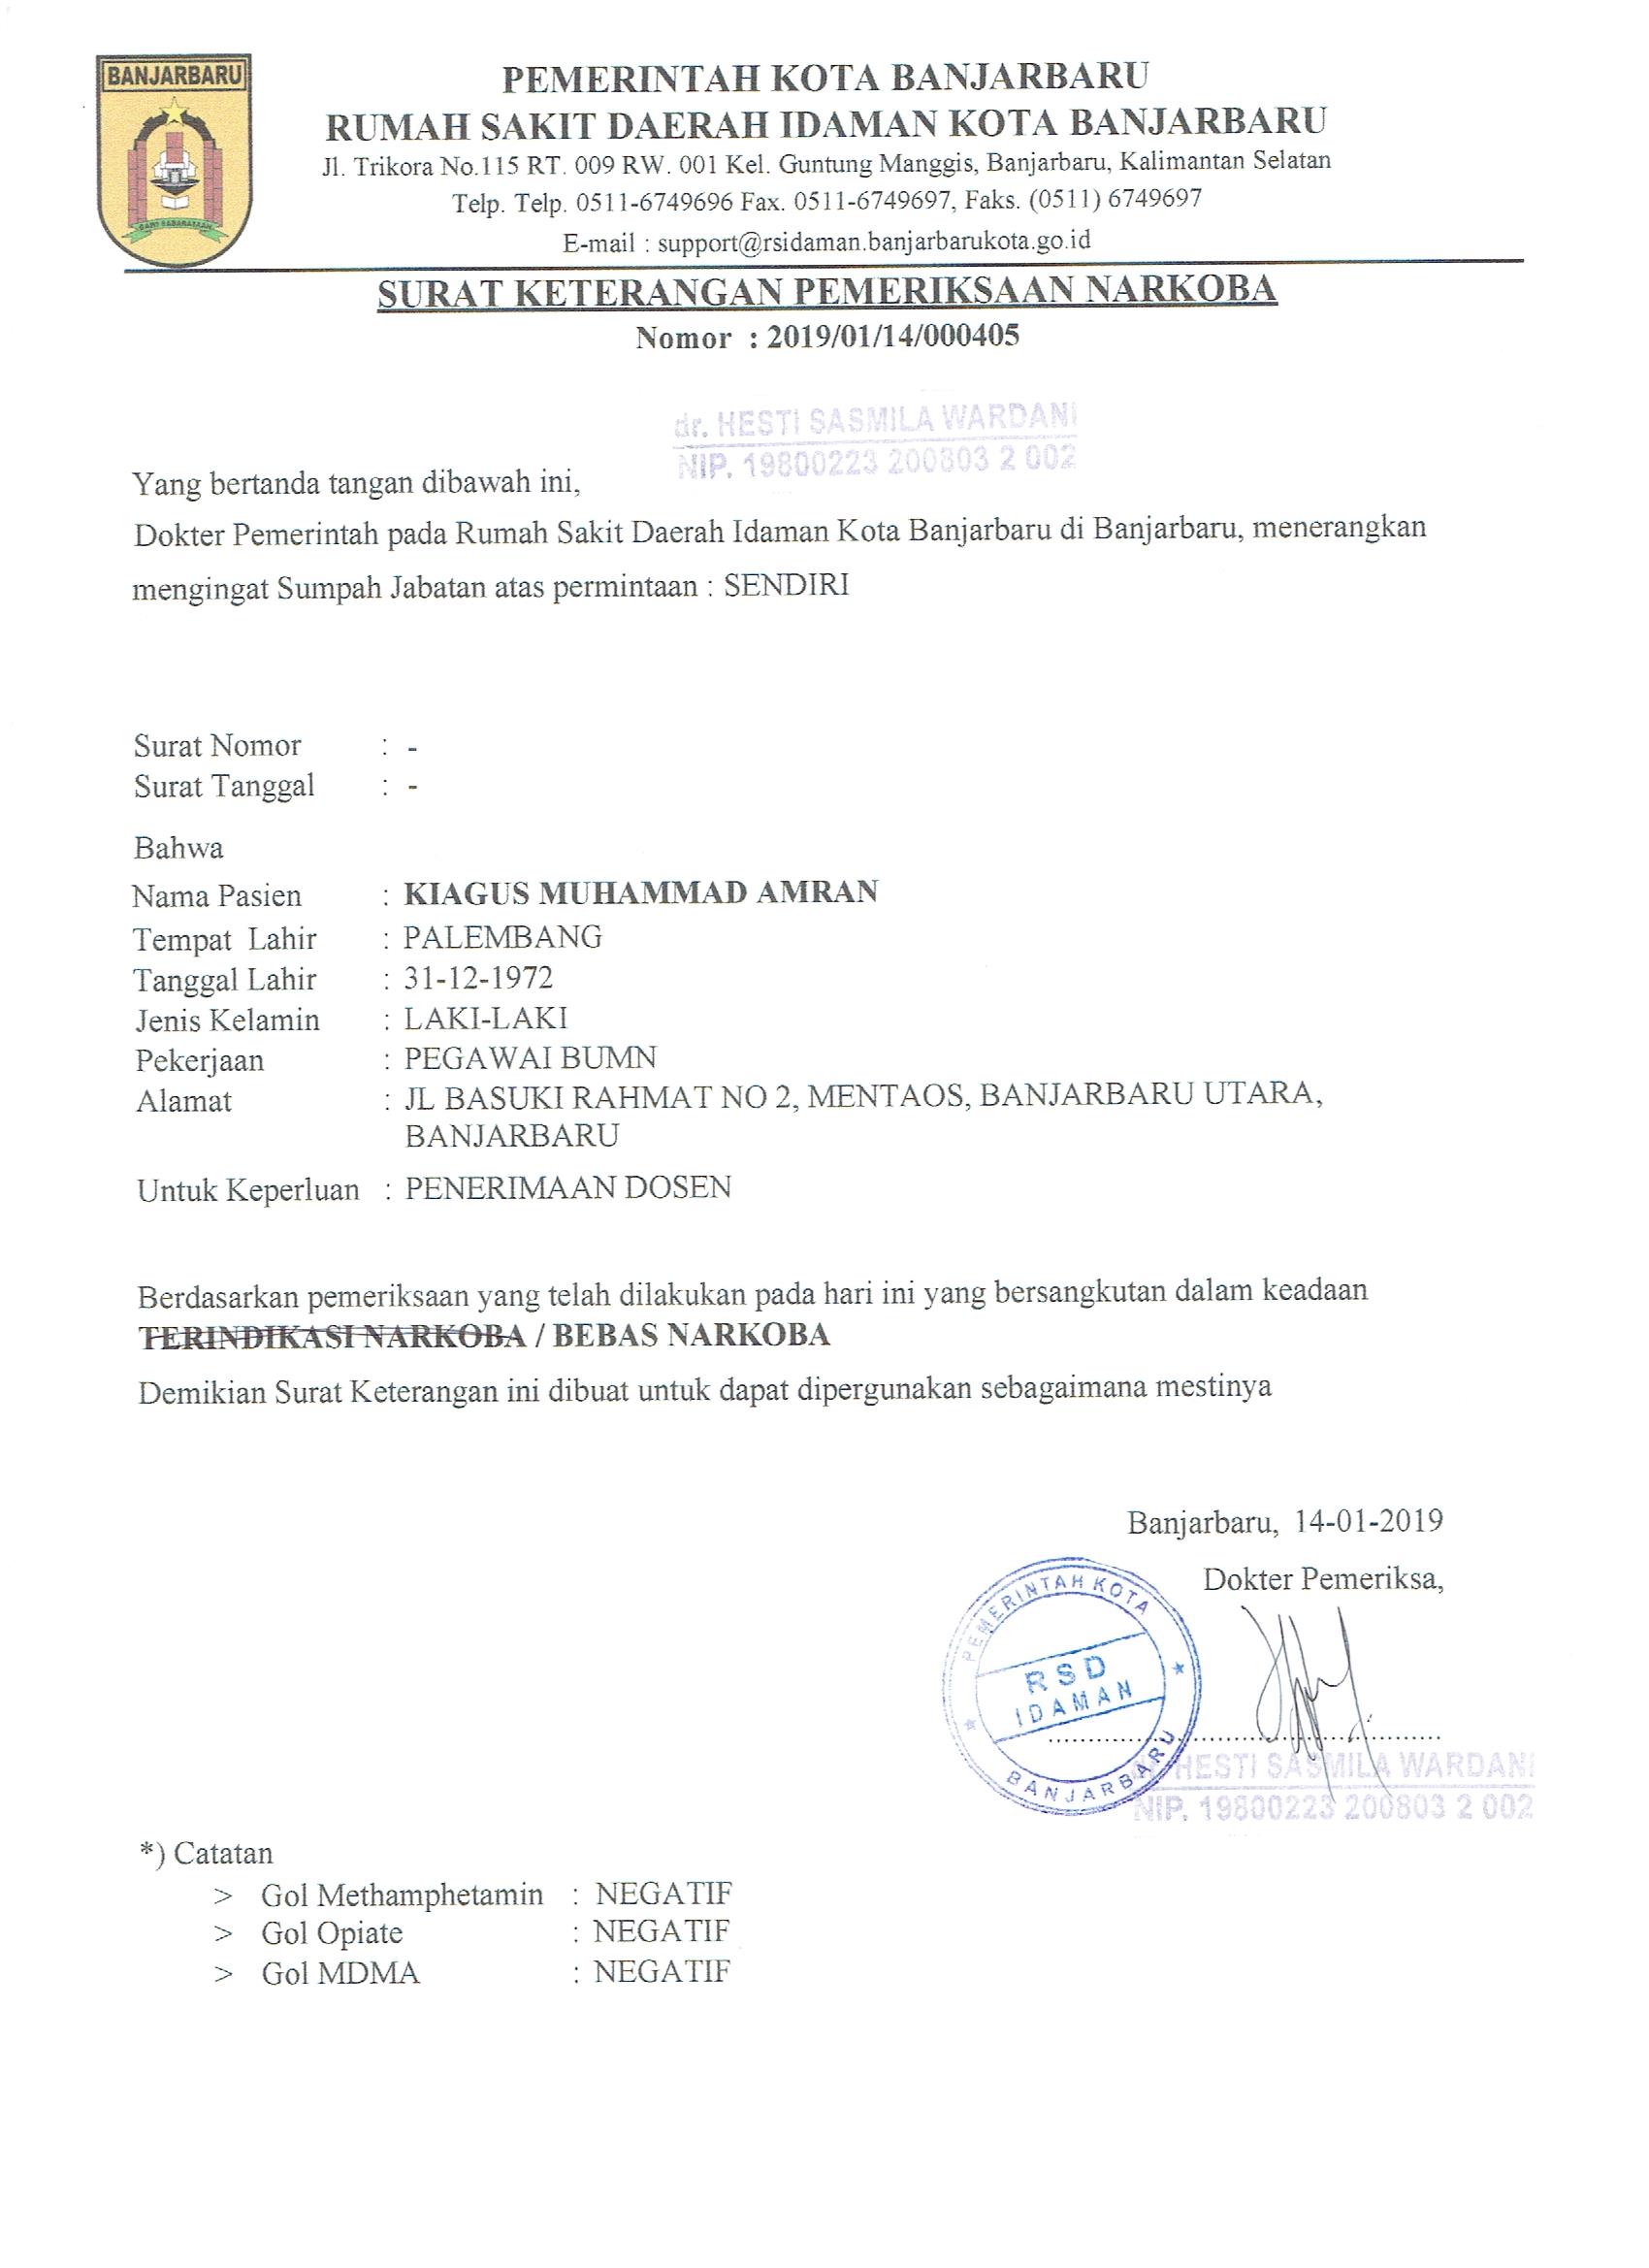 BANJARBARU
PEMERINTAH KOTA BANJARBARU
RUMAH SAKIT DAERAH IDAMAN KOTA BANJARBARU
Jl. Trikora No.115 RT. 009 RW. 001 Kel. Guntung Manggis, Banjarbaru, Kalimantan Selatan
Telp. Telp. 0511-6749696 Fax. 0511-6749697, Faks. (0511) 6749697
E-mail : support@rsidaman.banjarbarukota.go.id
SURAT KETERANGAN PEMERIKSAAN NARKOBA
Nomor : 2019/01/14/000405
dr. HESTI SASMILA WARDANI
NIP. 19800223 200803 2 002
Yang bertanda tangan dibawah ini,
Dokter Pemerintah pada Rumah Sakit Daerah Idaman Kota Banjarbaru di Banjarbaru, menerangkan
mengingat Sumpah Jabatan atas permintaan : SENDIRI
Surat Nomor : -
Surat Tanggal : -
Bahwa
Nama Pasien : KIAGUS MUHAMMAD AMRAN
Tempat Lahir : PALEMBANG
Tanggal Lahir : 31-12-1972
Jenis Kelamin : LAKI-LAKI
Pekerjaan : PEGAWAI BUMN
Alamat : JL BASUKI RAHMAT NO 2, MENTAOS, BANJARBARU UTARA,
BANJARBARU
Untuk Keperluan : PENERIMAAN DOSEN
Berdasarkan pemeriksaan yang telah dilakukan pada hari ini yang bersangkutan dalam keadaan
TERINDIKASI NARKOBA / BEBAS NARKOBA
Demikian Surat Keterangan ini dibuat untuk dapat dipergunakan sebagaimana mestinya
Banjarbaru, 14-01-2019
Dokter Pemeriksa,
PEMERINTAH KOTA
RSD
IDAMAN
BANJARBARU
dr. HESTI SASMILA WARDANI
NIP. 19800223 200803 2 002
*) Catatan
> Gol Methamphetamin : NEGATIF
> Gol Opiate : NEGATIF
> Gol MDMA : NEGATIF